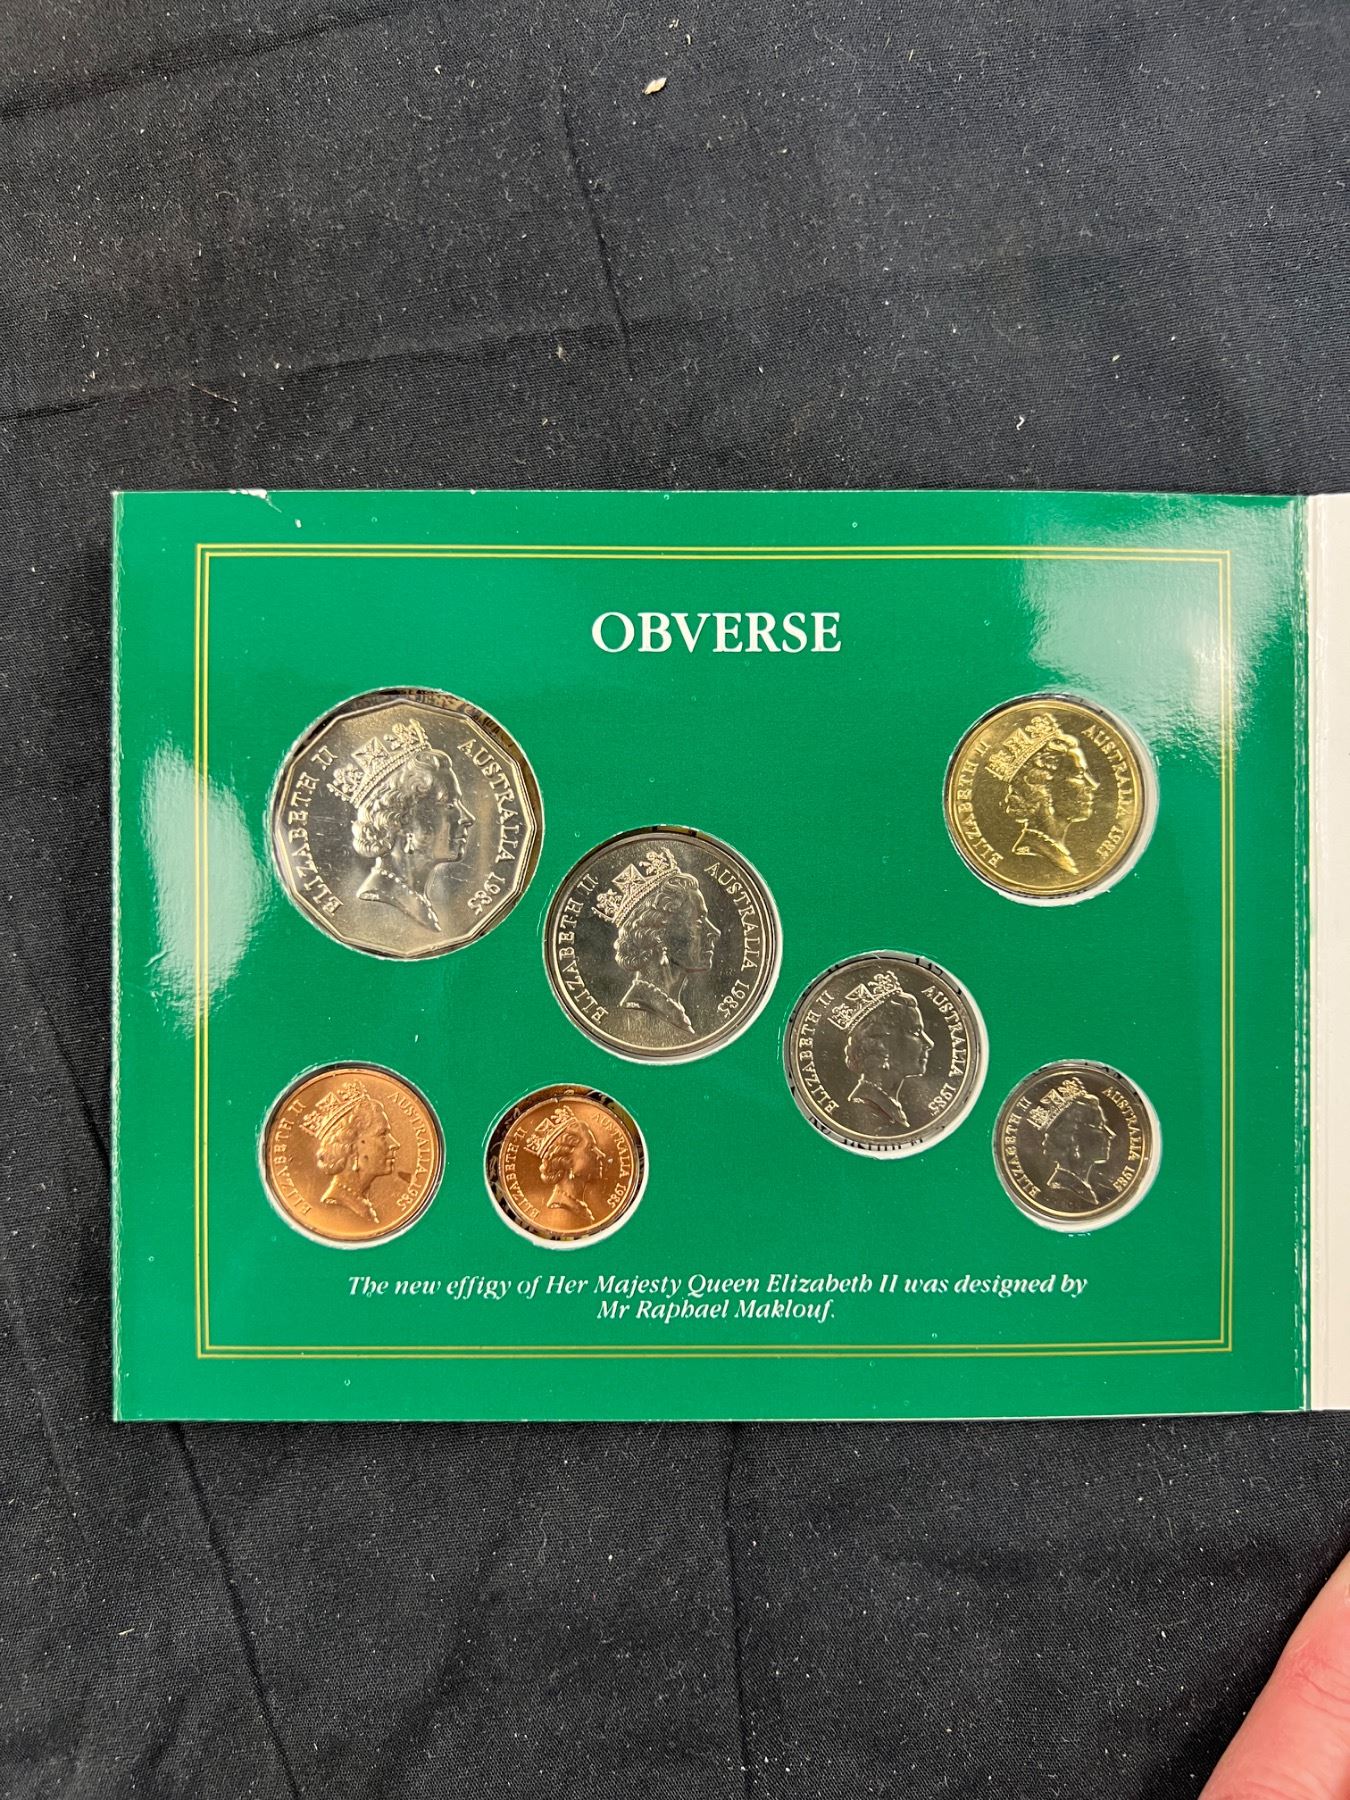 OBVERSE
ELIZABETH II AUSTRALIA 1985
ELIZABETH II AUSTRALIA 1985
ELIZABETH II AUSTRALIA 1985
ELIZABETH II AUSTRALIA 1985
ELIZABETH II AUSTRALIA 1985
ELIZABETH II AUSTRALIA 1985
ELIZABETH II AUSTRALIA 1985
The new effigy of Her Majesty Queen Elizabeth II was designed by
Mr Raphael Maklouf.